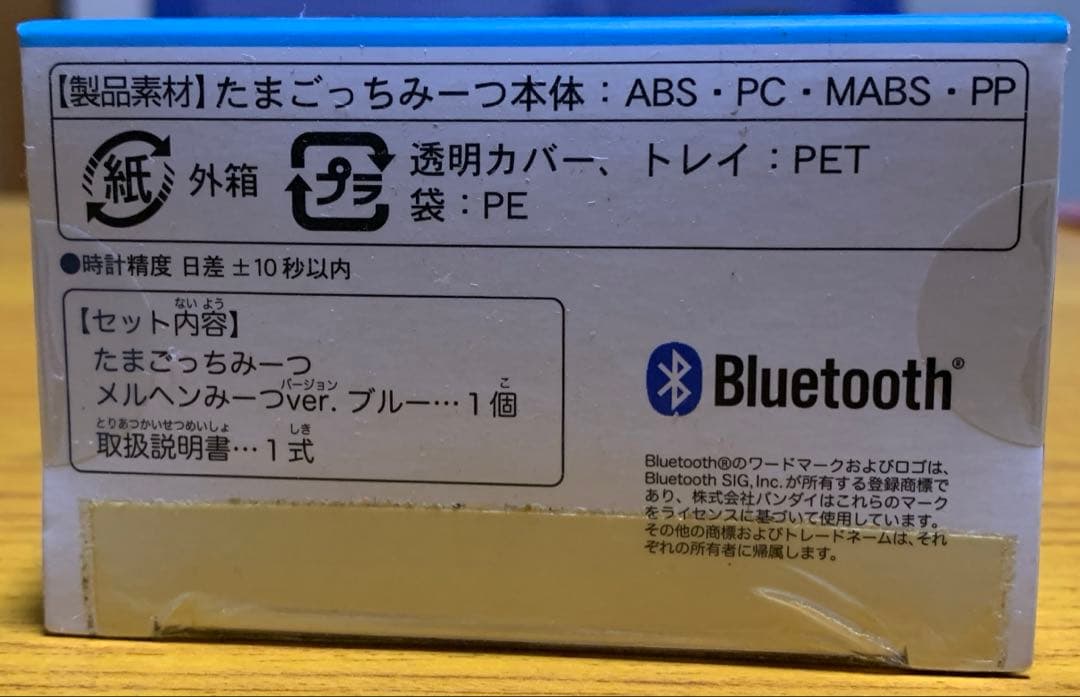 【製品素材】たまごっちみーつ本体：ABS・PC・MABS・PP
紙 外箱 プラ 透明カバー、トレイ：PET
袋：PE
●時計精度 日差 ±10秒以内
ない よう
【セット内容】
たまごっちみーつ
バージョン こ
メルヘンみーつver. ブルー…1個
とりあつかいせつめいしょ しき
取扱説明書…1式
Bluetooth®
Bluetooth®のワードマークおよびロゴは、
Bluetooth SIG, Inc.が所有する登録商標で
あり、株式会社バンダイはこれらのマーク
をライセンスに基づいて使用しています。
その他の商標およびトレードネームは、それ
ぞれの所有者に帰属します。